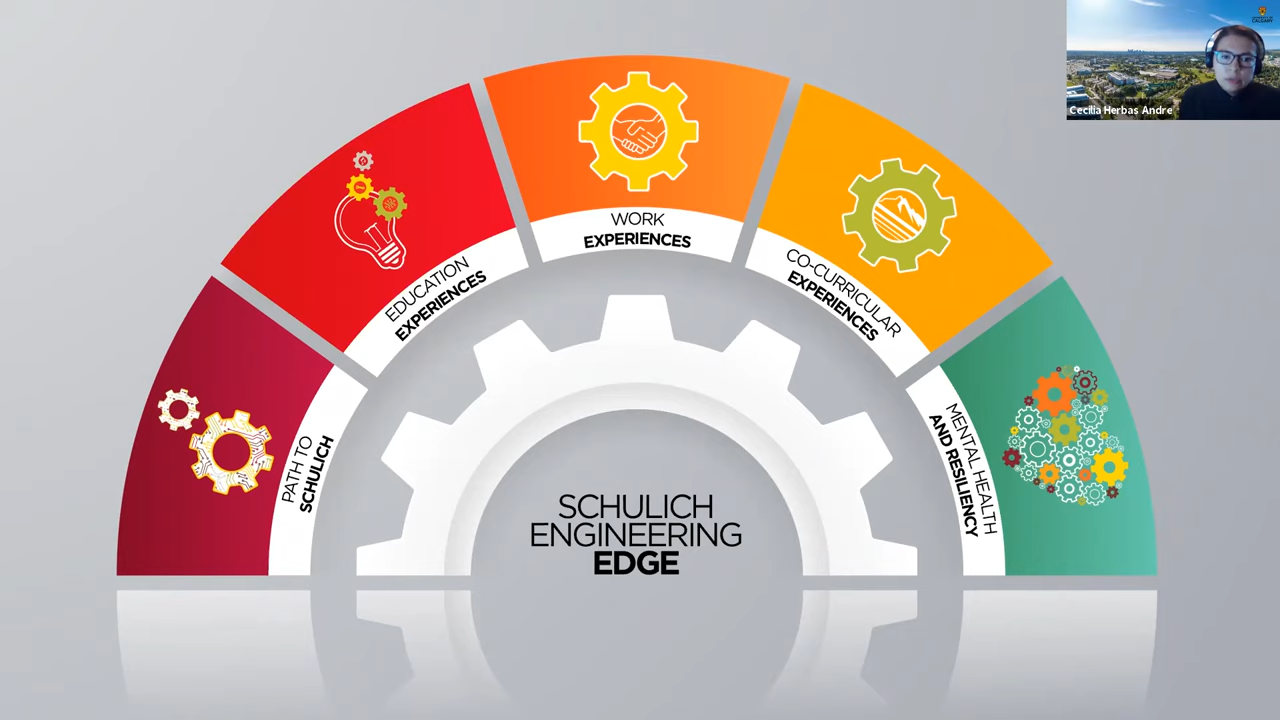 CALGARY
Cecilia Herbas Andre
WORK
EXPERIENCES
EDUCATION
EXPERIENCES
CO-CURRICULAR
EXPERIENCES
PATH TO
SCHULICH
MENTAL HEALTH
AND RESILIENCY
SCHULICH
ENGINEERING
EDGE